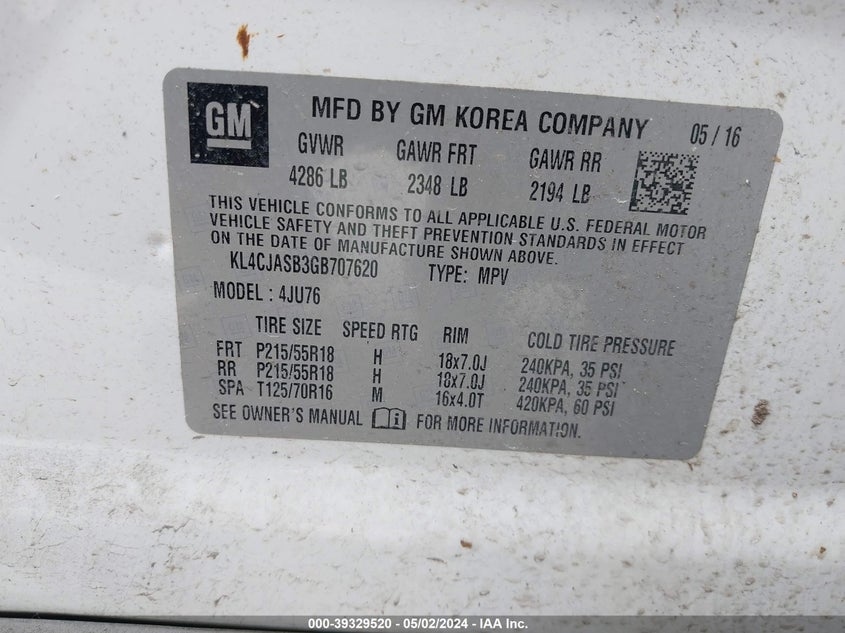 GM
MFD BY GM KOREA COMPANY 05/16
GVWR GAWR FRT GAWR RR
4286 LB 2348 LB 2194 LB
THIS VEHICLE CONFORMS TO ALL APPLICABLE U.S. FEDERAL MOTOR
VEHICLE SAFETY AND THEFT PREVENTION STANDARDS IN EFFECT
ON THE DATE OF MANUFACTURE SHOWN ABOVE.
KL4CJASB3GB707620 TYPE: MPV
MODEL : 4JU76
TIRE SIZE SPEED RTG RIM COLD TIRE PRESSURE
FRT P215/55R18 H 18x7.0J 240KPA, 35 PSI
RR P215/55R18 H 18x7.0J 240KPA, 35 PSI
SPA T125/70R16 M 16x4.0T 420KPA, 60 PSI
SEE OWNER'S MANUAL FOR MORE INFORMATION.
000-39329520 - 05/02/2024 - IAA Inc.